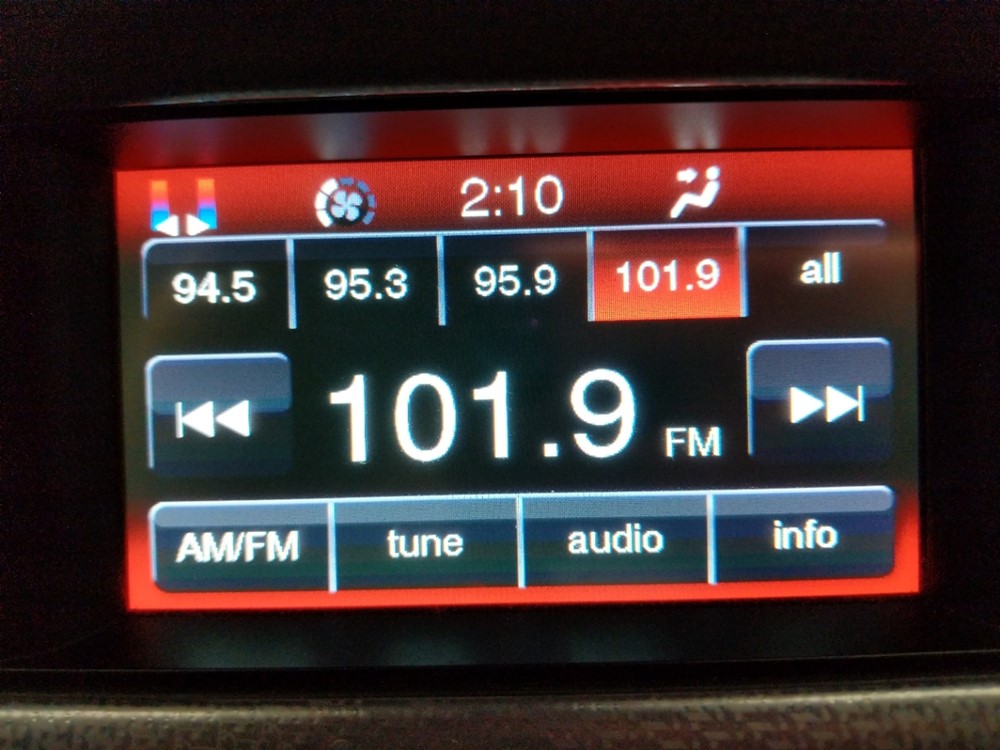 2:10
94.5 95.3 95.9 101.9 all
101.9 FM
AM/FM tune audio info